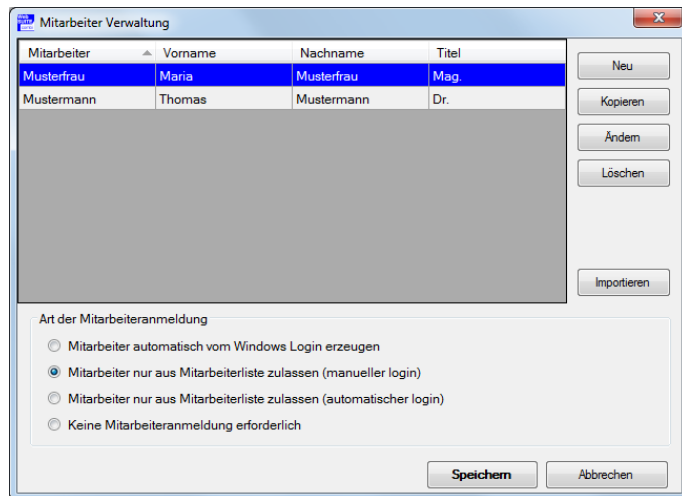 Mitarbeiter Verwaltung
Mitarbeiter Vorname Nachname Titel
Musterfrau Maria Musterfrau Mag.
Mustermann Thomas Mustermann Dr.
Neu
Kopieren
Ändern
Löschen
Importieren
Art der Mitarbeiteranmeldung
Mitarbeiter automatisch vom Windows Login erzeugen
Mitarbeiter nur aus Mitarbeiterliste zulassen (manueller login)
Mitarbeiter nur aus Mitarbeiterliste zulassen (automatischer login)
Keine Mitarbeiteranmeldung erforderlich
Speichern Abbrechen